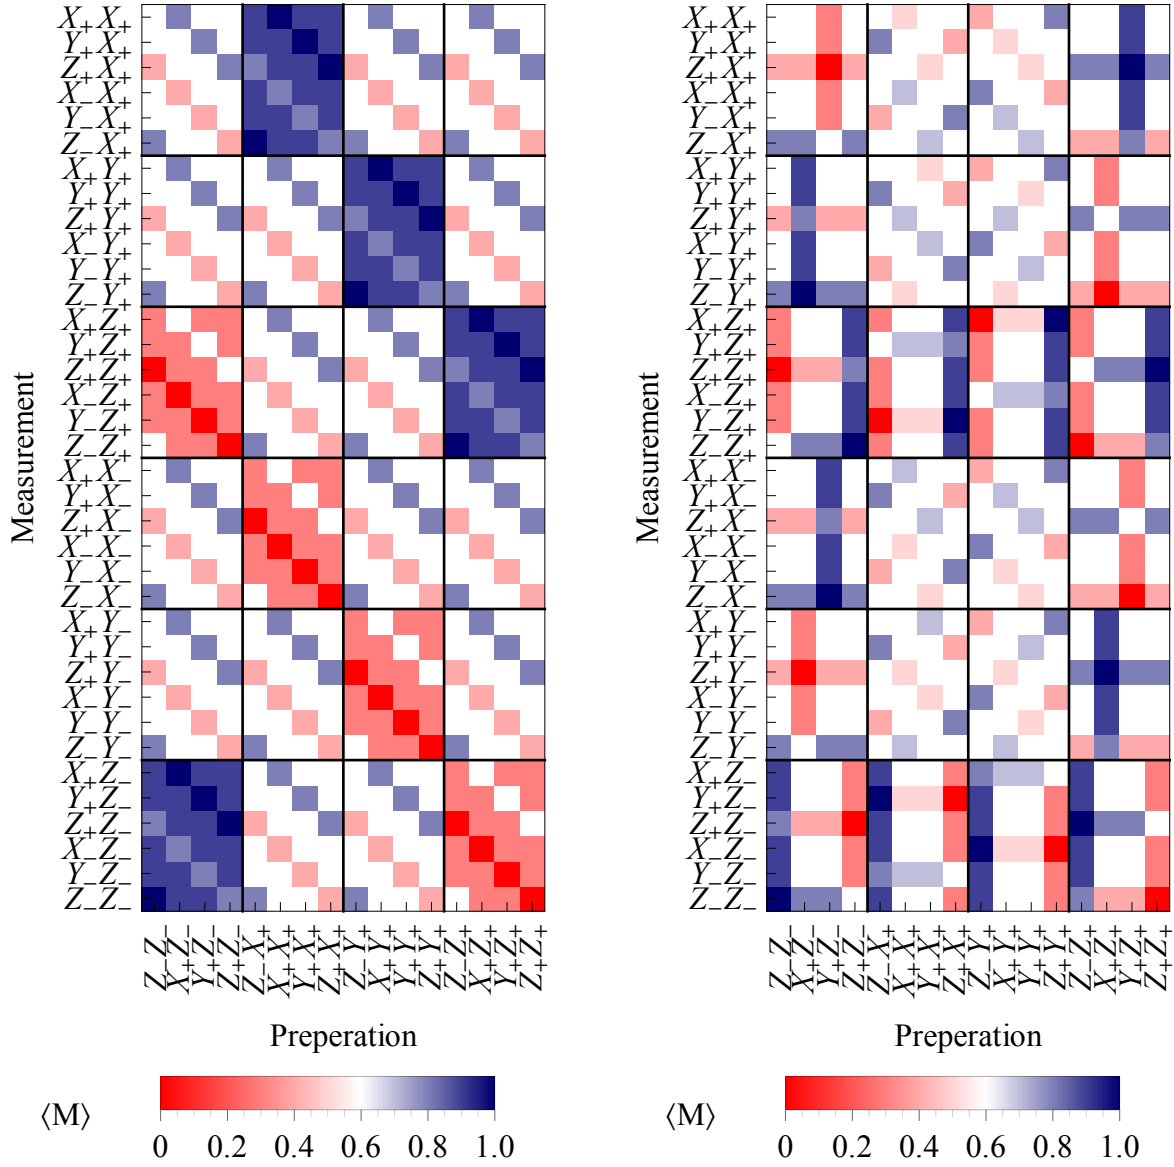 Measurement
X₊X₊
Y₊X₊
Z₊X₊
X₋X₊
Y₋X₊
Z₋X₊
X₊Y₊
Y₊Y₊
Z₊Y₊
X₋Y₊
Y₋Y₊
Z₋Y₊
X₊Z₊
Y₊Z₊
Z₊Z₊
X₋Z₊
Y₋Z₊
Z₋Z₊
X₊X₋
Y₊X₋
Z₊X₋
X₋X₋
Y₋X₋
Z₋X₋
X₊Y₋
Y₊Y₋
Z₊Y₋
X₋Y₋
Y₋Y₋
Z₋Y₋
X₊Z₋
Y₊Z₋
Z₊Z₋
X₋Z₋
Y₋Z₋
Z₋Z₋
Z₋Z₋
X₊Z₋
Y₊Z₋
Z₊Z₋
Z₋X₊
X₊X₊
Y₊X₊
Z₊X₊
Z₋Y₊
X₊Y₊
Y₊Y₊
Z₊Y₊
Z₋Z₊
X₊Z₊
Y₊Z₊
Z₊Z₊
Preperation
⟨M⟩
0 0.2 0.4 0.6 0.8 1.0
Measurement
X₊X₊
Y₊X₊
Z₊X₊
X₋X₊
Y₋X₊
Z₋X₊
X₊Y₊
Y₊Y₊
Z₊Y₊
X₋Y₊
Y₋Y₊
Z₋Y₊
X₊Z₊
Y₊Z₊
Z₊Z₊
X₋Z₊
Y₋Z₊
Z₋Z₊
X₊X₋
Y₊X₋
Z₊X₋
X₋X₋
Y₋X₋
Z₋X₋
X₊Y₋
Y₊Y₋
Z₊Y₋
X₋Y₋
Y₋Y₋
Z₋Y₋
X₊Z₋
Y₊Z₋
Z₊Z₋
X₋Z₋
Y₋Z₋
Z₋Z₋
Z₋Z₋
X₊Z₋
Y₊Z₋
Z₊Z₋
Z₋X₊
X₊X₊
Y₊X₊
Z₊X₊
Z₋Y₊
X₊Y₊
Y₊Y₊
Z₊Y₊
Z₋Z₊
X₊Z₊
Y₊Z₊
Z₊Z₊
Preperation
⟨M⟩
0 0.2 0.4 0.6 0.8 1.0